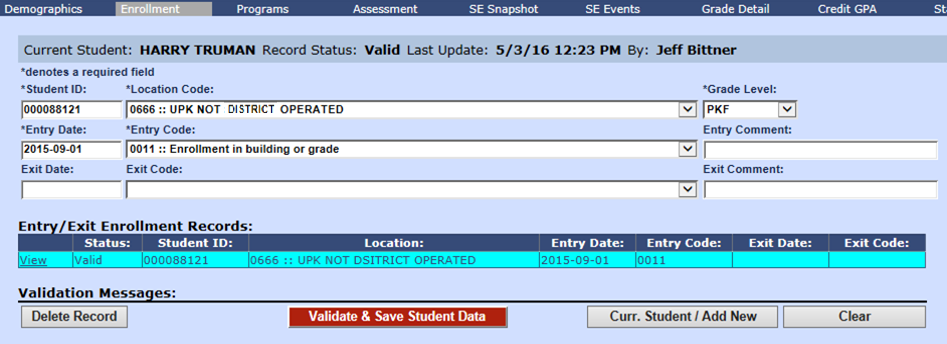 Demographics Enrollment Programs Assessment SE Snapshot SE Events Grade Detail Credit GPA
Current Student: HARRY TRUMAN Record Status: Valid Last Update: 5/3/16 12:23 PM By: Jeff Bittner
*denotes a required field
*Student ID: *Location Code: *Grade Level:
000088121 0666 :: UPK NOT DISTRICT OPERATED PKF
*Entry Date: *Entry Code: Entry Comment:
2015-09-01 0011 :: Enrollment in building or grade
Exit Date: Exit Code: Exit Comment:
Entry/Exit Enrollment Records:
Status: Student ID: Location: Entry Date: Entry Code: Exit Date: Exit Code:
View Valid 000088121 0666 :: UPK NOT DSITRICT OPERATED 2015-09-01 0011
Validation Messages:
Delete Record Validate & Save Student Data Curr. Student / Add New Clear